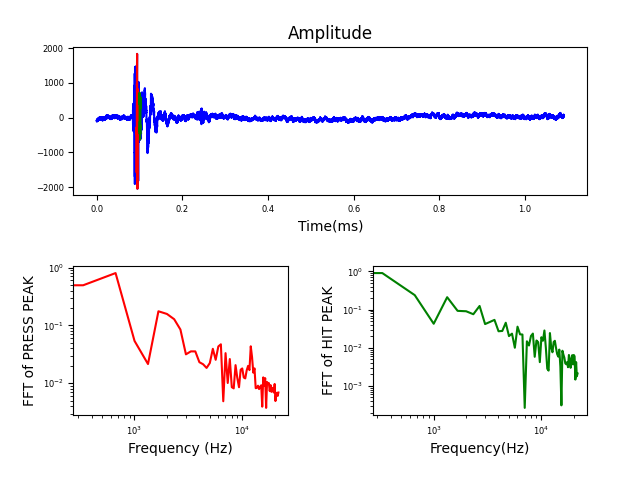 Amplitude
2000
1000
0
−1000
−2000
0.0 0.2 0.4 0.6 0.8 1.0
Time(ms)
FFT of PRESS PEAK
10⁰
10⁻¹
10⁻²
10³ 10⁴
Frequency (Hz)
FFT of HIT PEAK
10⁰
10⁻¹
10⁻²
10⁻³
10³ 10⁴
Frequency(Hz)